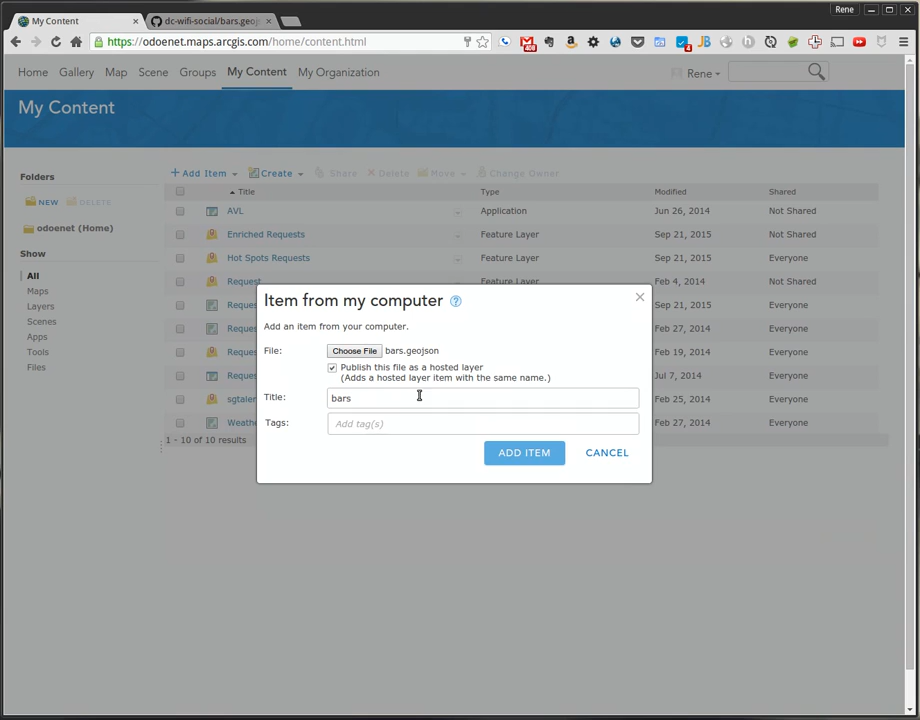 Rene
My Content
dc-wifi-social/bars.geojs
https://odoenet.maps.arcgis.com/home/content.html
Home Gallery Map Scene Groups My Content My Organization
Rene
My Content
Folders
NEW DELETE
odoenet (Home)
Show
All
Maps
Layers
Scenes
Apps
Tools
Files
Add Item Create Share Delete Move Change Owner
Title Type Modified Shared
AVL Application Jun 26, 2014 Not Shared
Enriched Requests Feature Layer Sep 21, 2015 Everyone
Hot Spots Requests Feature Layer Sep 21, 2015 Everyone
Request Feature Layer Feb 4, 2014 Not Shared
Reque Sep 21, 2015 Everyone
Reque Feb 27, 2014 Everyone
Reque Feb 19, 2014 Everyone
Reque Jul 7, 2014 Everyone
sgtaler Feb 25, 2014 Everyone
Weathe Feb 27, 2014 Everyone
1 - 10 of 10 results
Item from my computer ?
Add an item from your computer.
File: Choose File bars.geojson
Publish this file as a hosted layer
(Adds a hosted layer item with the same name.)
Title: bars
Tags: Add tag(s)
ADD ITEM CANCEL